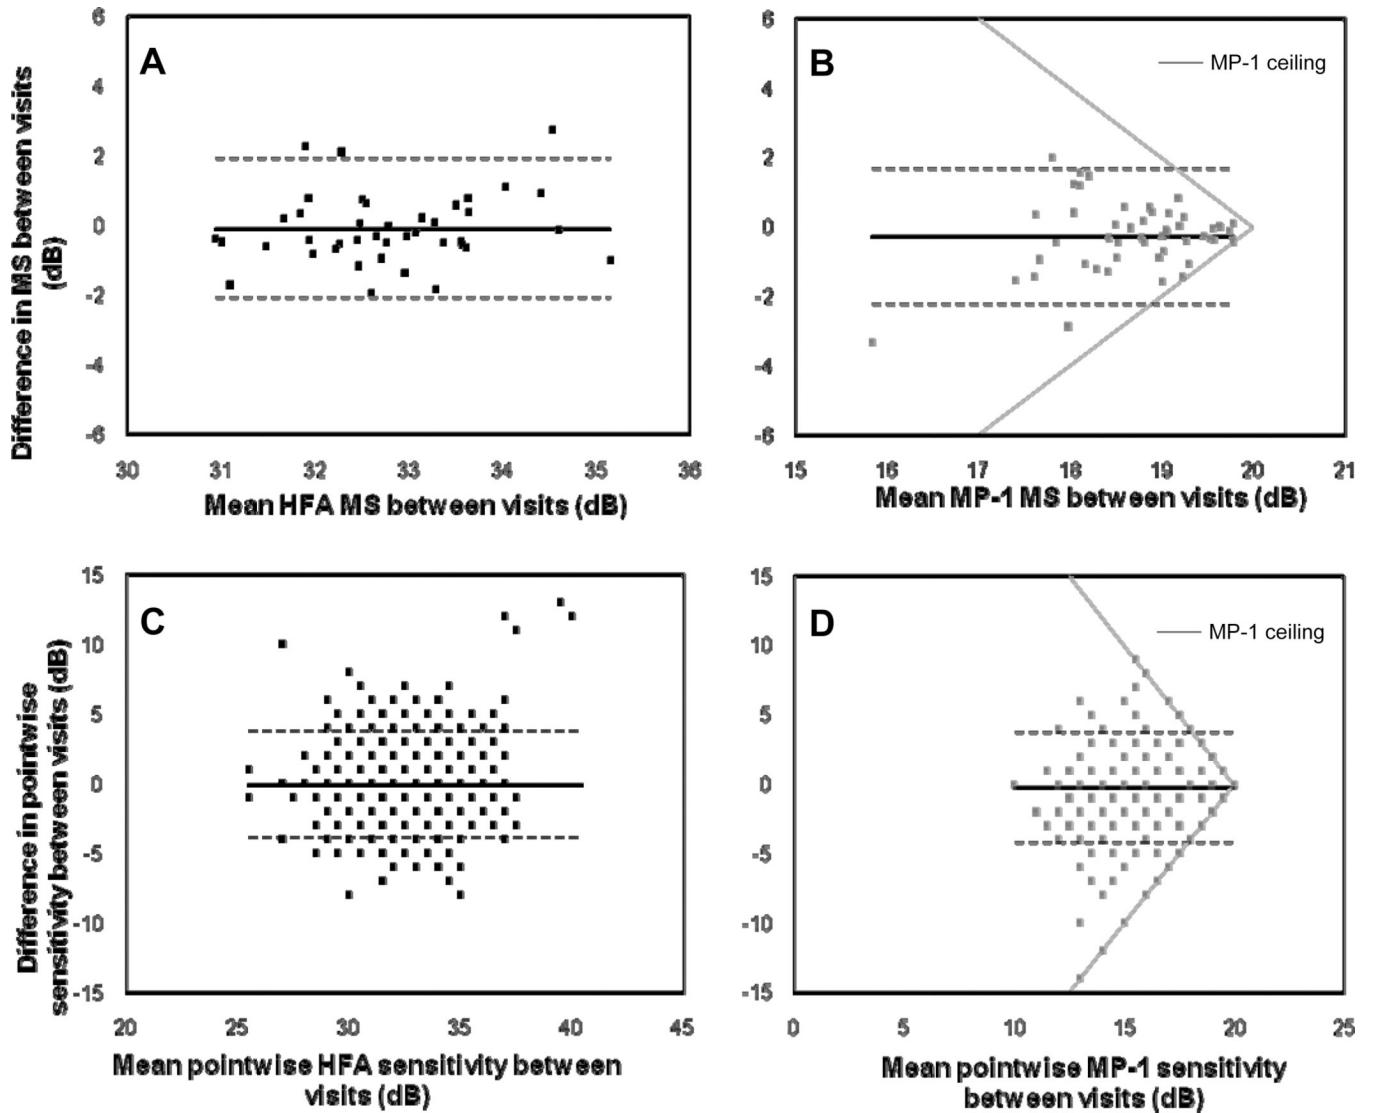 Difference in MS between visits
(dB)
6
4
2
0
-2
-4
-6
A
30 31 32 33 34 35 36
Mean HFA MS between visits (dB)
6
4
2
0
-2
-4
-6
B
MP-1 ceiling
15 16 17 18 19 20 21
Mean MP-1 MS between visits (dB)
Difference in pointwise
sensitivity between visits (dB)
15
10
5
0
-5
-10
-15
C
20 25 30 35 40 45
Mean pointwise HFA sensitivity between
visits (dB)
15
10
5
0
-5
-10
-15
D
MP-1 ceiling
0 5 10 15 20 25
Mean pointwise MP-1 sensitivity
between visits (dB)